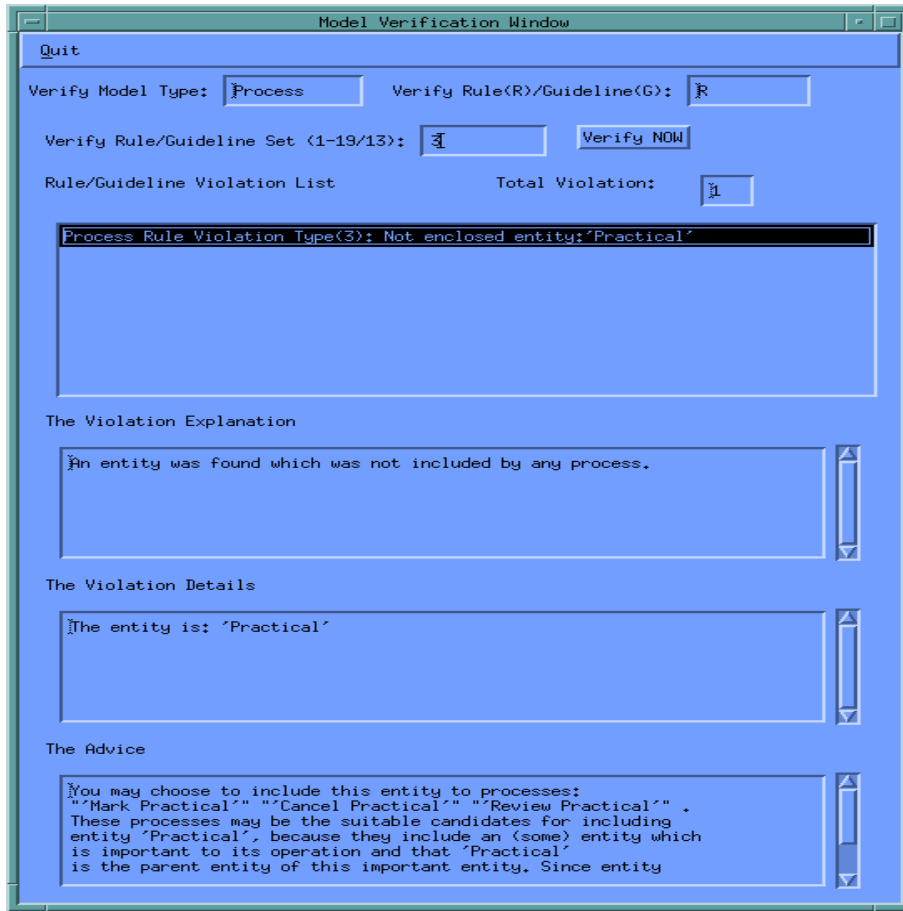 Model Verification Window
Quit
Verify Model Type: Process Verify Rule(R)/Guideline(G): R
Verify Rule/Guideline Set (1-19/13): 3 Verify NOW
Rule/Guideline Violation List Total Violation: 1
Process Rule Violation Type(3): Not enclosed entity:'Practical'
The Violation Explanation
An entity was found which was not included by any process.
The Violation Details
The entity is: 'Practical'
The Advice
You may choose to include this entity to processes:
"'Mark Practical'" "'Cancel Practical'" "'Review Practical'" .
These processes may be the suitable candidates for including
entity 'Practical', because they include an (some) entity which
is important to its operation and that 'Practical'
is the parent entity of this important entity. Since entity